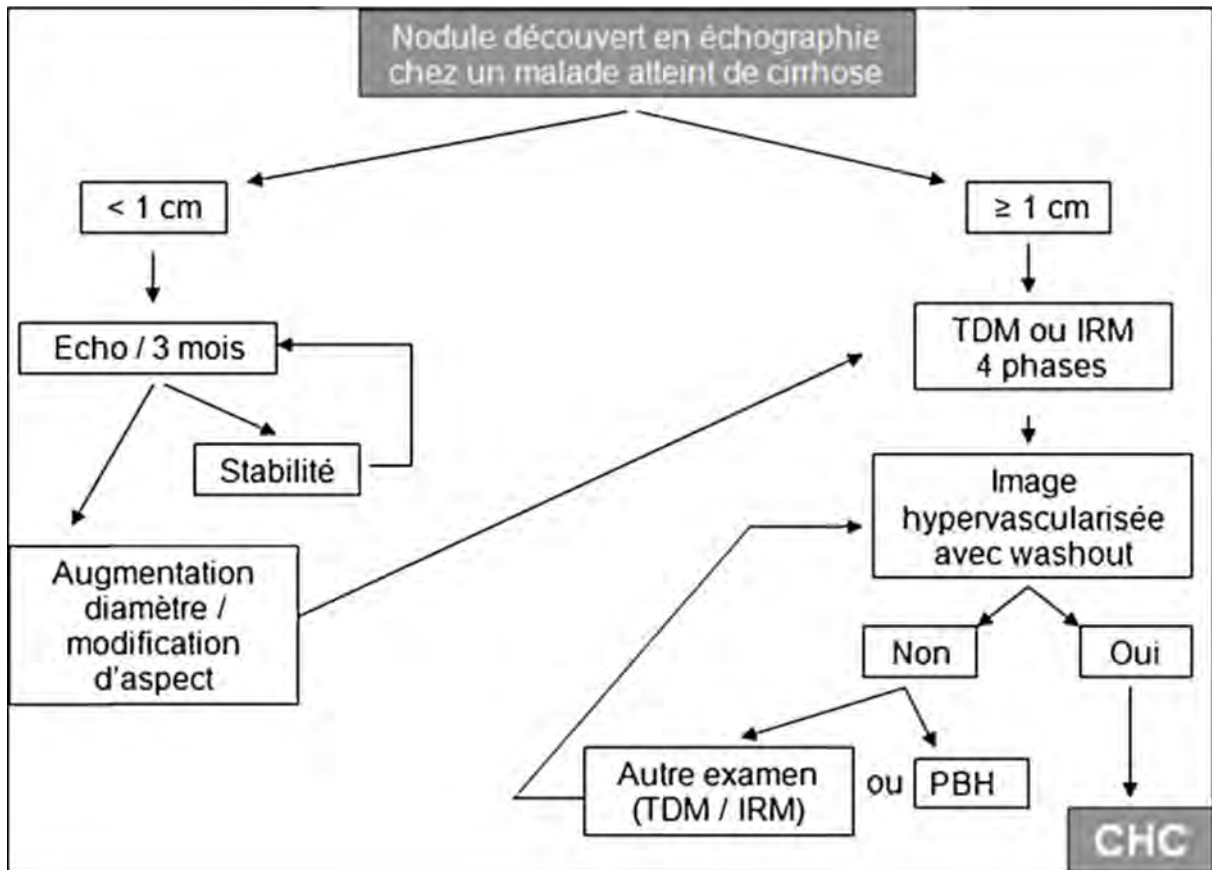 Nodule découvert en échographie
chez un malade atteint de cirrhose
< 1 cm
≥ 1 cm
Echo / 3 mois
TDM ou IRM
4 phases
Stabilité
Image
hypervascularisée
avec washout
Augmentation
diamètre /
modification
d'aspect
Non
Oui
Autre examen
(TDM / IRM)
ou
PBH
CHC